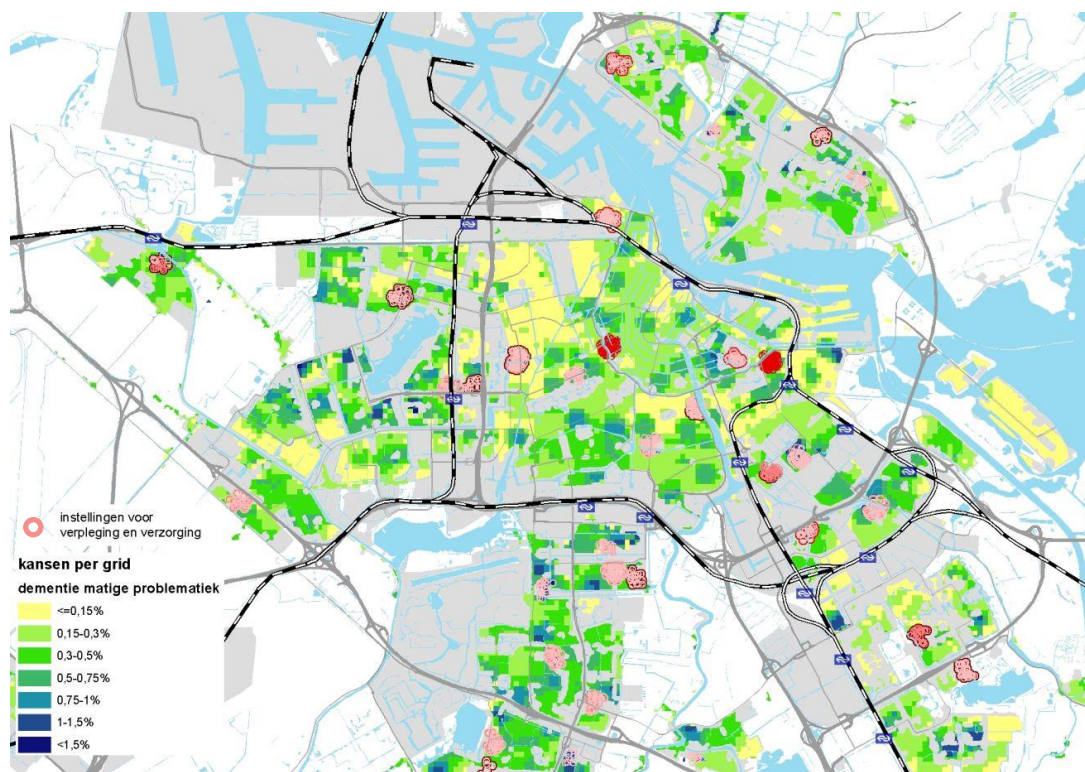 instellingen voor
verpleging en verzorging
kansen per grid
dementie matige problematiek
<=0,15%
0,15-0,3%
0,3-0,5%
0,5-0,75%
0,75-1%
1-1,5%
<1,5%